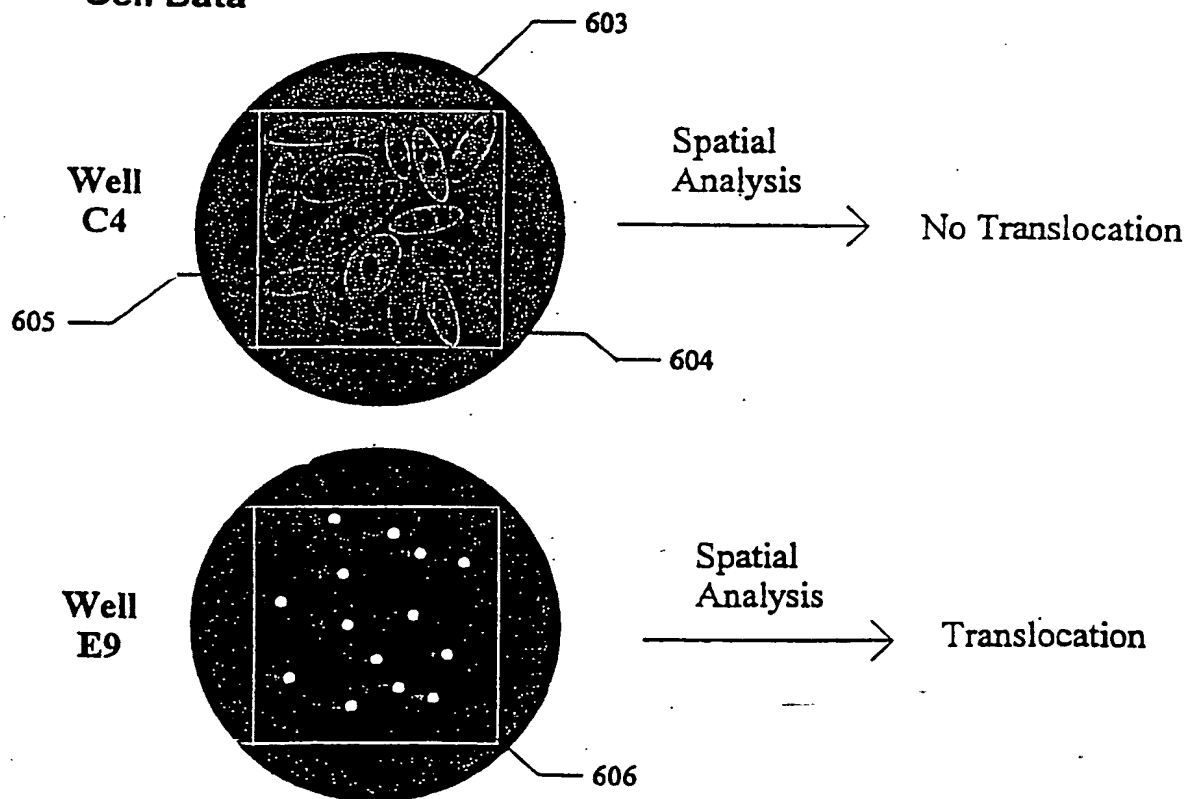 Cell Data
603
Spatial
Analysis
Well
C4
No Translocation
605
604
Spatial
Analysis
Well
E9
Translocation
606